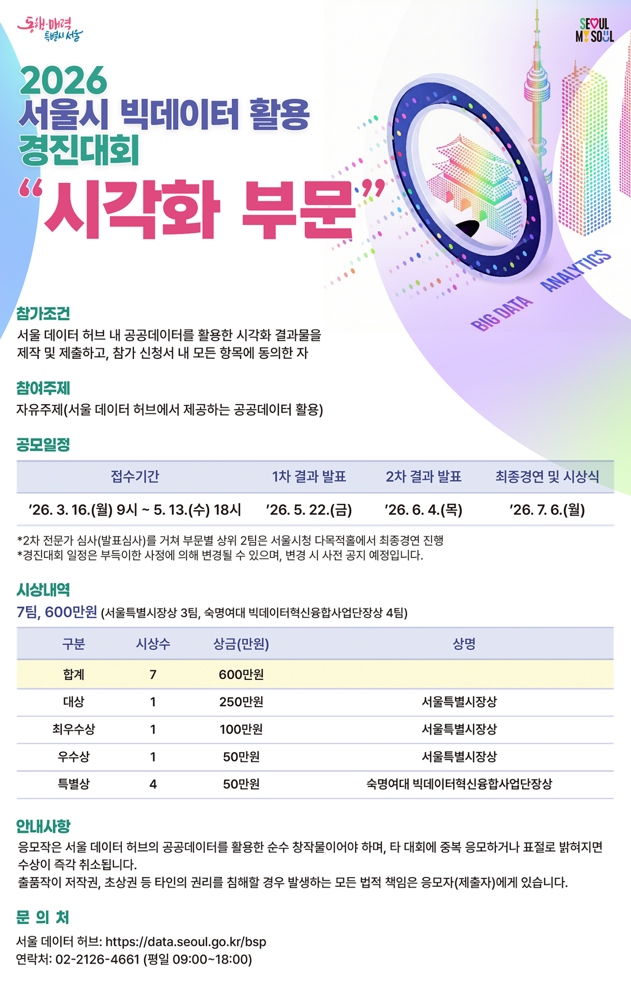 동행·매력
특별시 서울
SEOUL
MY SOUL
2026
서울시 빅데이터 활용
경진대회
“시각화 부문”
BIG DATA ANALYTICS
참가조건
서울 데이터 허브 내 공공데이터를 활용한 시각화 결과물을
제작 및 제출하고, 참가 신청서 내 모든 항목에 동의한 자
참여주제
자유주제(서울 데이터 허브에서 제공하는 공공데이터 활용)
공모일정
접수기간 1차 결과 발표 2차 결과 발표 최종경연 및 시상식
’26. 3. 16.(월) 9시 ~ 5. 13.(수) 18시 ’26. 5. 22.(금) ’26. 6. 4.(목) ’26. 7. 6.(월)
*2차 전문가 심사(발표심사)를 거쳐 부문별 상위 2팀은 서울시청 다목적홀에서 최종경연 진행
*경진대회 일정은 부득이한 사정에 의해 변경될 수 있으며, 변경 시 사전 공지 예정입니다.
시상내역
7팀, 600만원 (서울특별시장상 3팀, 숙명여대 빅데이터혁신융합사업단장상 4팀)
구분 시상수 상금(만원) 상명
합계 7 600만원
대상 1 250만원 서울특별시장상
최우수상 1 100만원 서울특별시장상
우수상 1 50만원 서울특별시장상
특별상 4 50만원 숙명여대 빅데이터혁신융합사업단장상
안내사항
응모작은 서울 데이터 허브의 공공데이터를 활용한 순수 창작물이어야 하며, 타 대회에 중복 응모하거나 표절로 밝혀지면
수상이 즉각 취소됩니다.
출품작이 저작권, 초상권 등 타인의 권리를 침해할 경우 발생하는 모든 법적 책임은 응모자(제출자)에게 있습니다.
문 의 처
서울 데이터 허브: https://data.seoul.go.kr/bsp
연락처: 02-2126-4661 (평일 09:00~18:00)